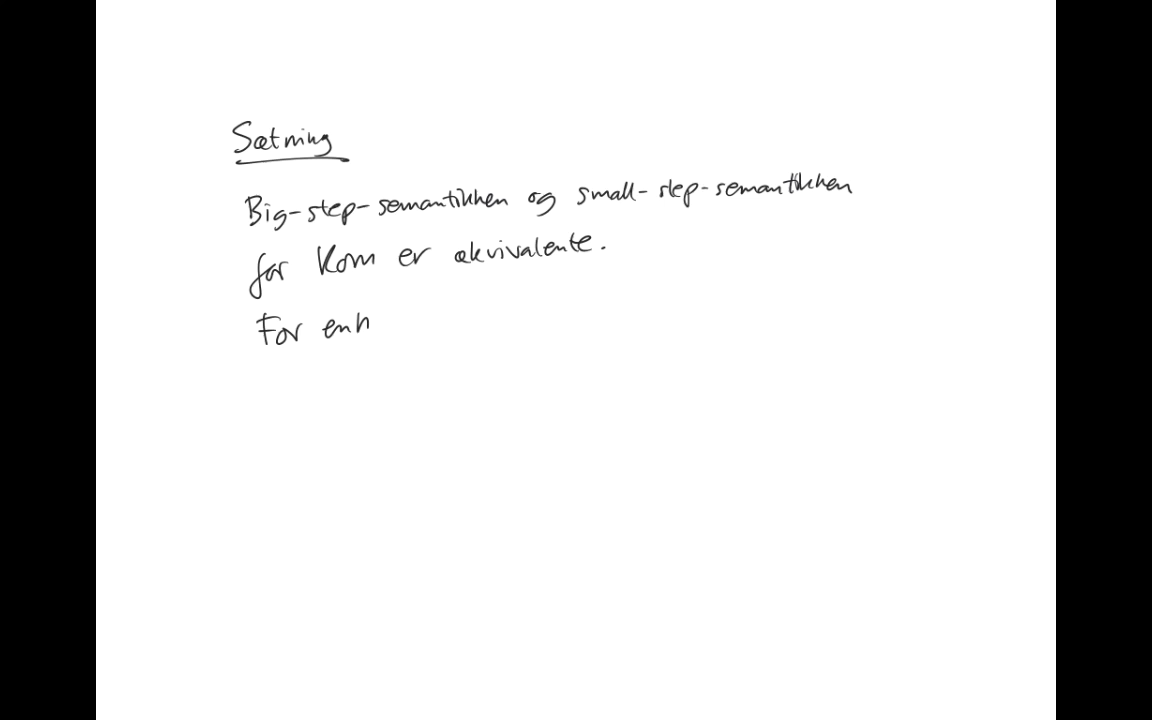 Sætning
Big-step-semantikken og small-step-semantikken
for Kom er ækvivalente.
For enh